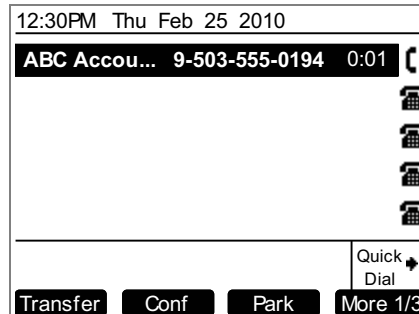 12:30PM Thu Feb 25 2010
ABC Accou... 9-503-555-0194 0:01
Quick
Dial
Transfer Conf Park More 1/3